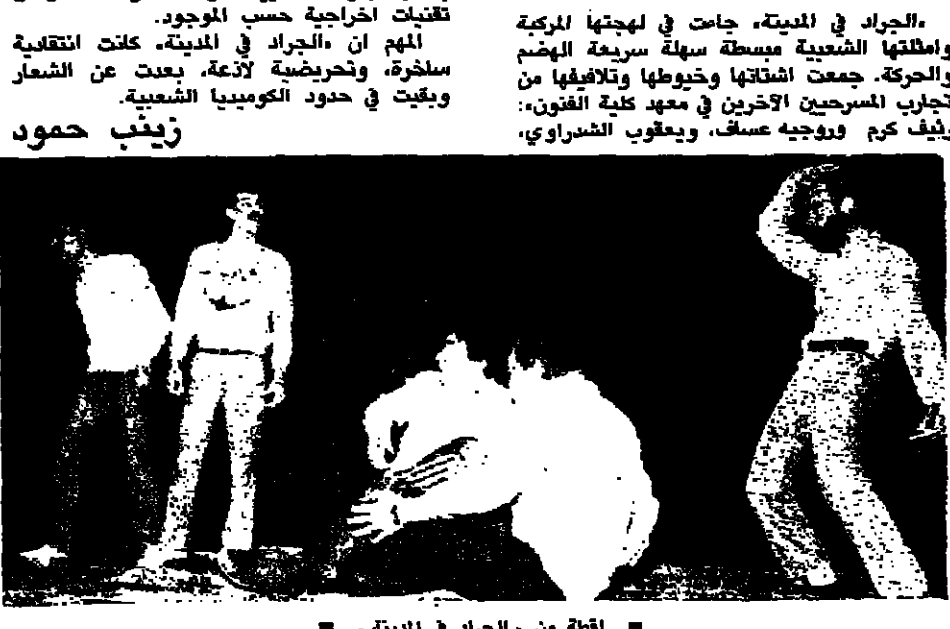 «الجراد في المدينة» جاءت في لهجتها المركبة
وامثلتها الشعبية مبسطة سهلة سريعة الهضم
والحركة. جمعت اشتاتها وخيوطها وتلافيفها من
تجارب المسرحيين الآخرين في معهد كلية الفنون»:
رئيف كرم وروجيه عساف، ويعقوب الشدراوي،
تقنيات اخراجية حسب الموجود.
المهم ان «الجراد في المدينة» كانت انتقادية
ساخرة، وتحريضية لاذعة، بعدت عن الشعار
وبقيت في حدود الكوميديا الشعبية.
زينب حمود
لقطة من «الجراد في المدينة»